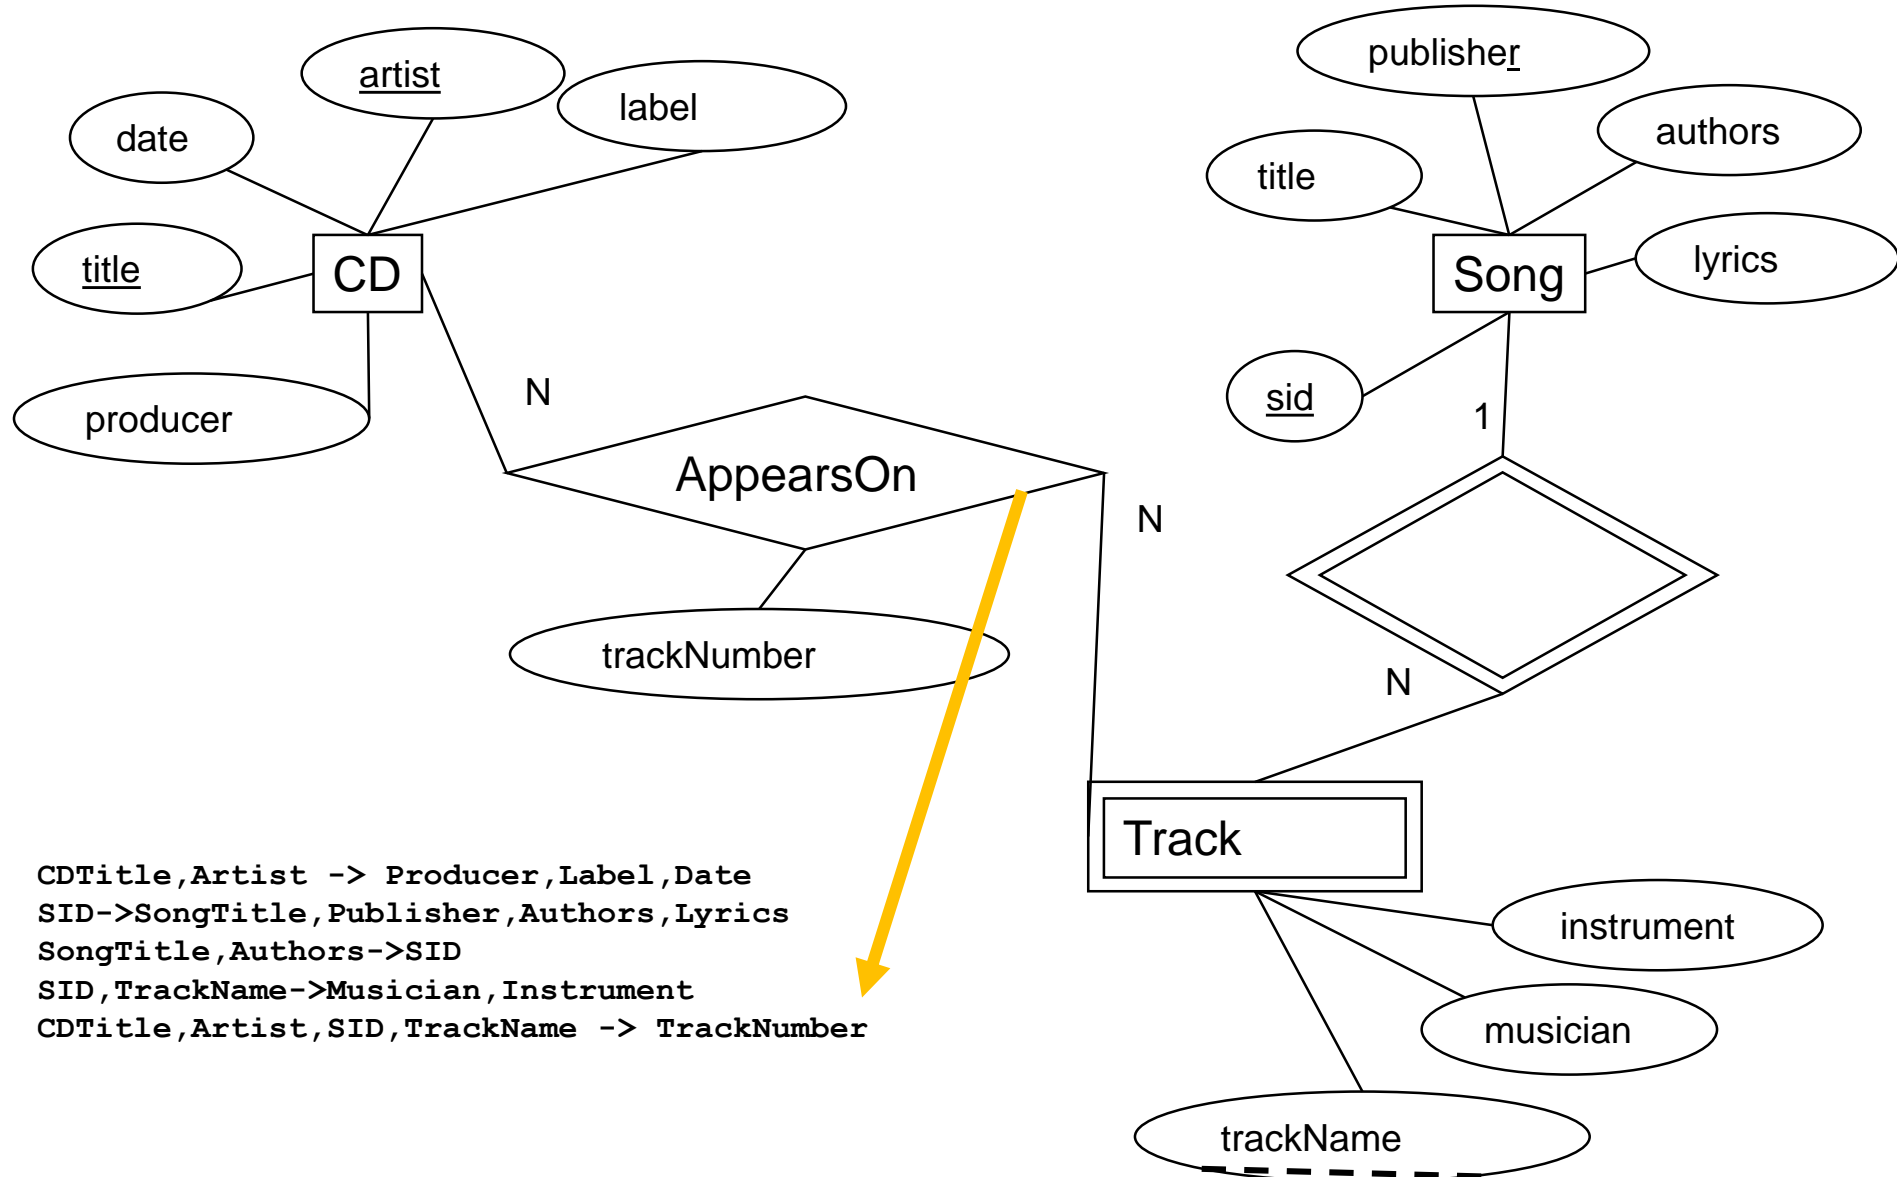 publisher
artist
label
authors
date
title
title
CD
Song
lyrics
producer
N
sid
1
AppearsOn
N
trackNumber
N
Track
CDTitle,Artist -> Producer,Label,Date
SID->SongTitle,Publisher,Authors,Lyrics
SongTitle,Authors->SID
SID,TrackName->Musician,Instrument
CDTitle,Artist,SID,TrackName -> TrackNumber
instrument
musician
trackName